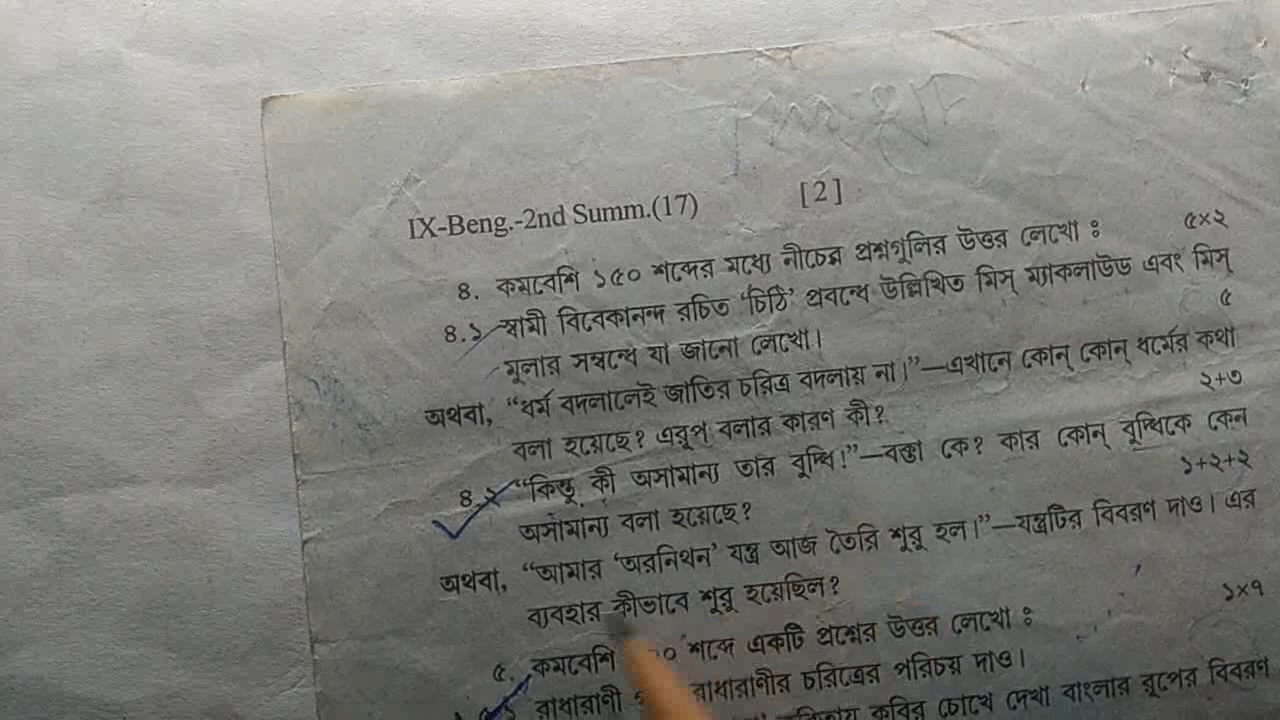 IX-Beng.-2nd Summ.(17) [2]
৪. কমবেশি ১৫০ শব্দের মধ্যে নীচের প্রশ্নগুলির উত্তর লেখো ঃ ৫×২
৪.১ স্বামী বিবেকানন্দ রচিত ‘চিঠি’ প্রবন্ধে উল্লিখিত মিস্ ম্যাকলাউড এবং মিস্
মূলার সম্বন্ধে যা জানো লেখো। ৫
অথবা, “ধর্ম বদলালেই জাতির চরিত্র বদলায় না।”—এখানে কোন্ কোন্ ধর্মের কথা
বলা হয়েছে? এরূপ বলার কারণ কী? ২+৩
৪.২ “কিন্তু কী অসামান্য তার বুদ্ধি!”—বক্তা কে? কার কোন্ বুদ্ধিকে কেন
অসামান্য বলা হয়েছে? ১+২+২
অথবা, “আমার ‘অরনিথন’ যন্ত্র আজ তৈরি শুরু হল।”—যন্ত্রটির বিবরণ দাও। এর
ব্যবহার কীভাবে শুরু হয়েছিল?
৫. কমবেশি শব্দে একটি প্রশ্নের উত্তর লেখো ঃ ১×৭
রাধারাণী রাধারাণীর চরিত্রের পরিচয় দাও।
কবির চোখে দেখা বাংলার রূপের বিবরণ